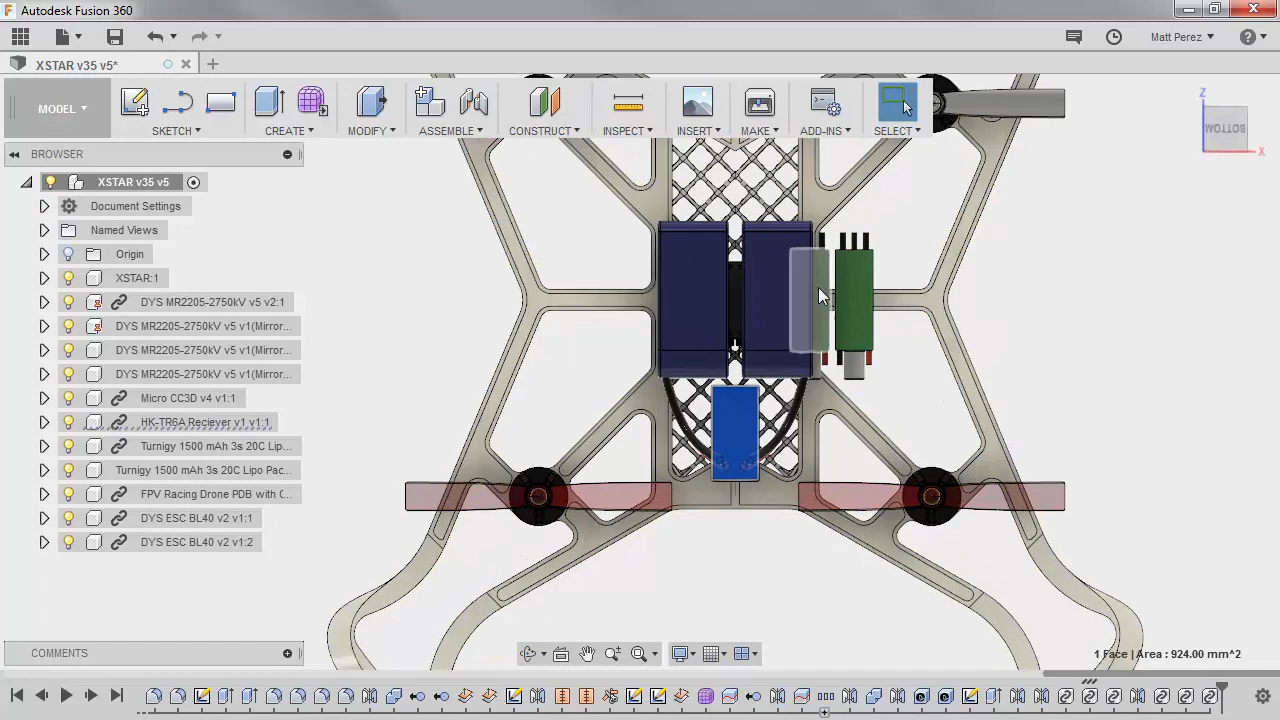 Autodesk Fusion 360
Matt Perez
XSTAR v35 v5*
MODEL
SKETCH
CREATE
MODIFY
ASSEMBLE
CONSTRUCT
INSPECT
INSERT
MAKE
ADD-INS
SELECT
Z
BOTTOM
X
BROWSER
XSTAR v35 v5
Document Settings
Named Views
Origin
XSTAR:1
DYS MR2205-2750kV v5 v2:1
DYS MR2205-2750kV v5 v1(Mirror...
DYS MR2205-2750kV v5 v1(Mirror...
DYS MR2205-2750kV v5 v1(Mirror...
Micro CC3D v4 v1:1
HK-TR6A Reciever v1 v1:1
Turnigy 1500 mAh 3s 20C Lipo...
Turnigy 1500 mAh 3s 20C Lipo Pac...
FPV Racing Drone PDB with C...
DYS ESC BL40 v2 v1:1
DYS ESC BL40 v2 v1:2
COMMENTS
1 Face | Area : 924.00 mm^2